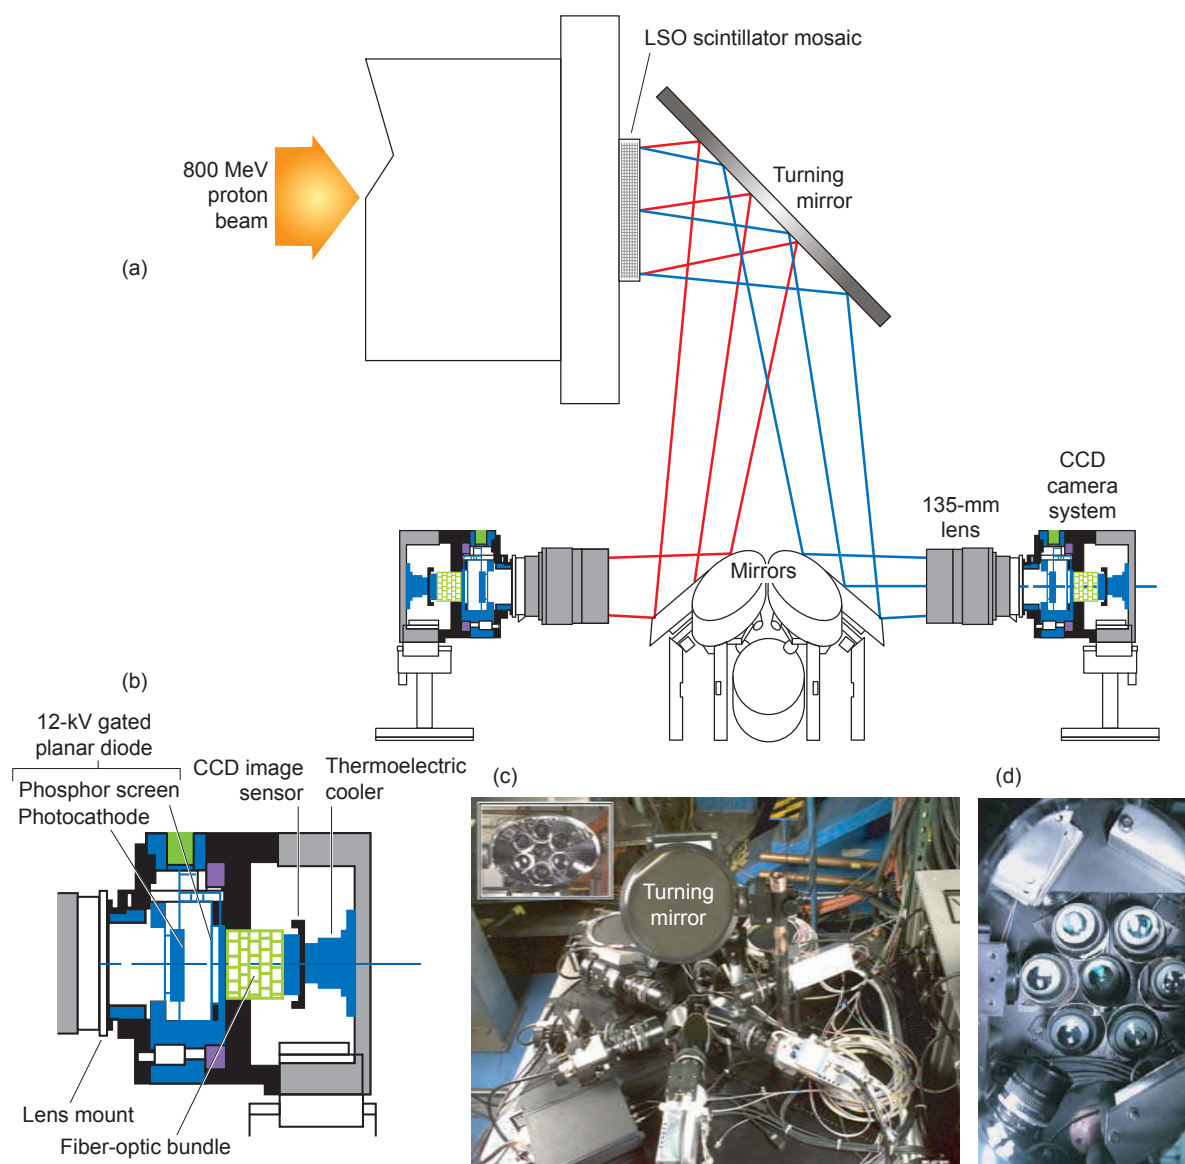 LSO scintillator mosaic
800 MeV
proton
beam
Turning
mirror
(a)
CCD
camera
system
135-mm
lens
Mirrors
(b)
12-kV gated
planar diode
Phosphor screen
Photocathode
CCD image
sensor
Thermoelectric
cooler
Lens mount
Fiber-optic bundle
(c)
Turning
mirror
(d)